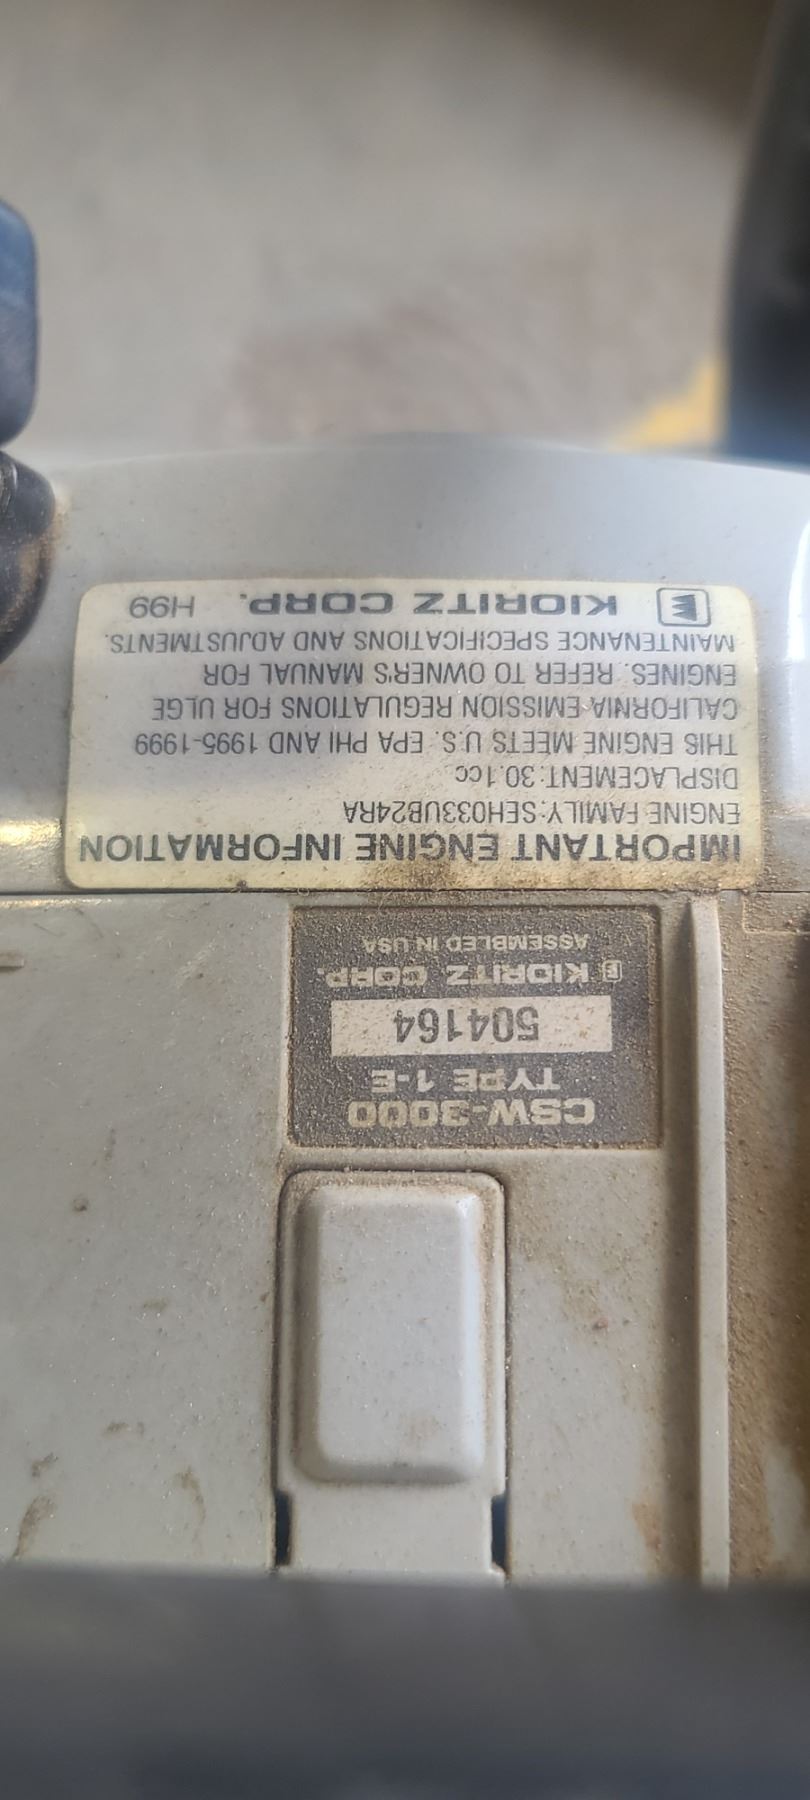 CSW-3000
TYPE 1-E
504164
KIORITZ CORP.
ASSEMBLED IN USA
IMPORTANT ENGINE INFORMATION
ENGINE FAMILY:SEH033UB24RA
DISPLACEMENT:30.1cc
THIS ENGINE MEETS U.S. EPA PHI AND 1995-1999
CALIFORNIA EMISSION REGULATIONS FOR ULGE
ENGINES. REFER TO OWNER'S MANUAL FOR
MAINTENANCE SPECIFICATIONS AND ADJUSTMENTS.
KIORITZ CORP. H99